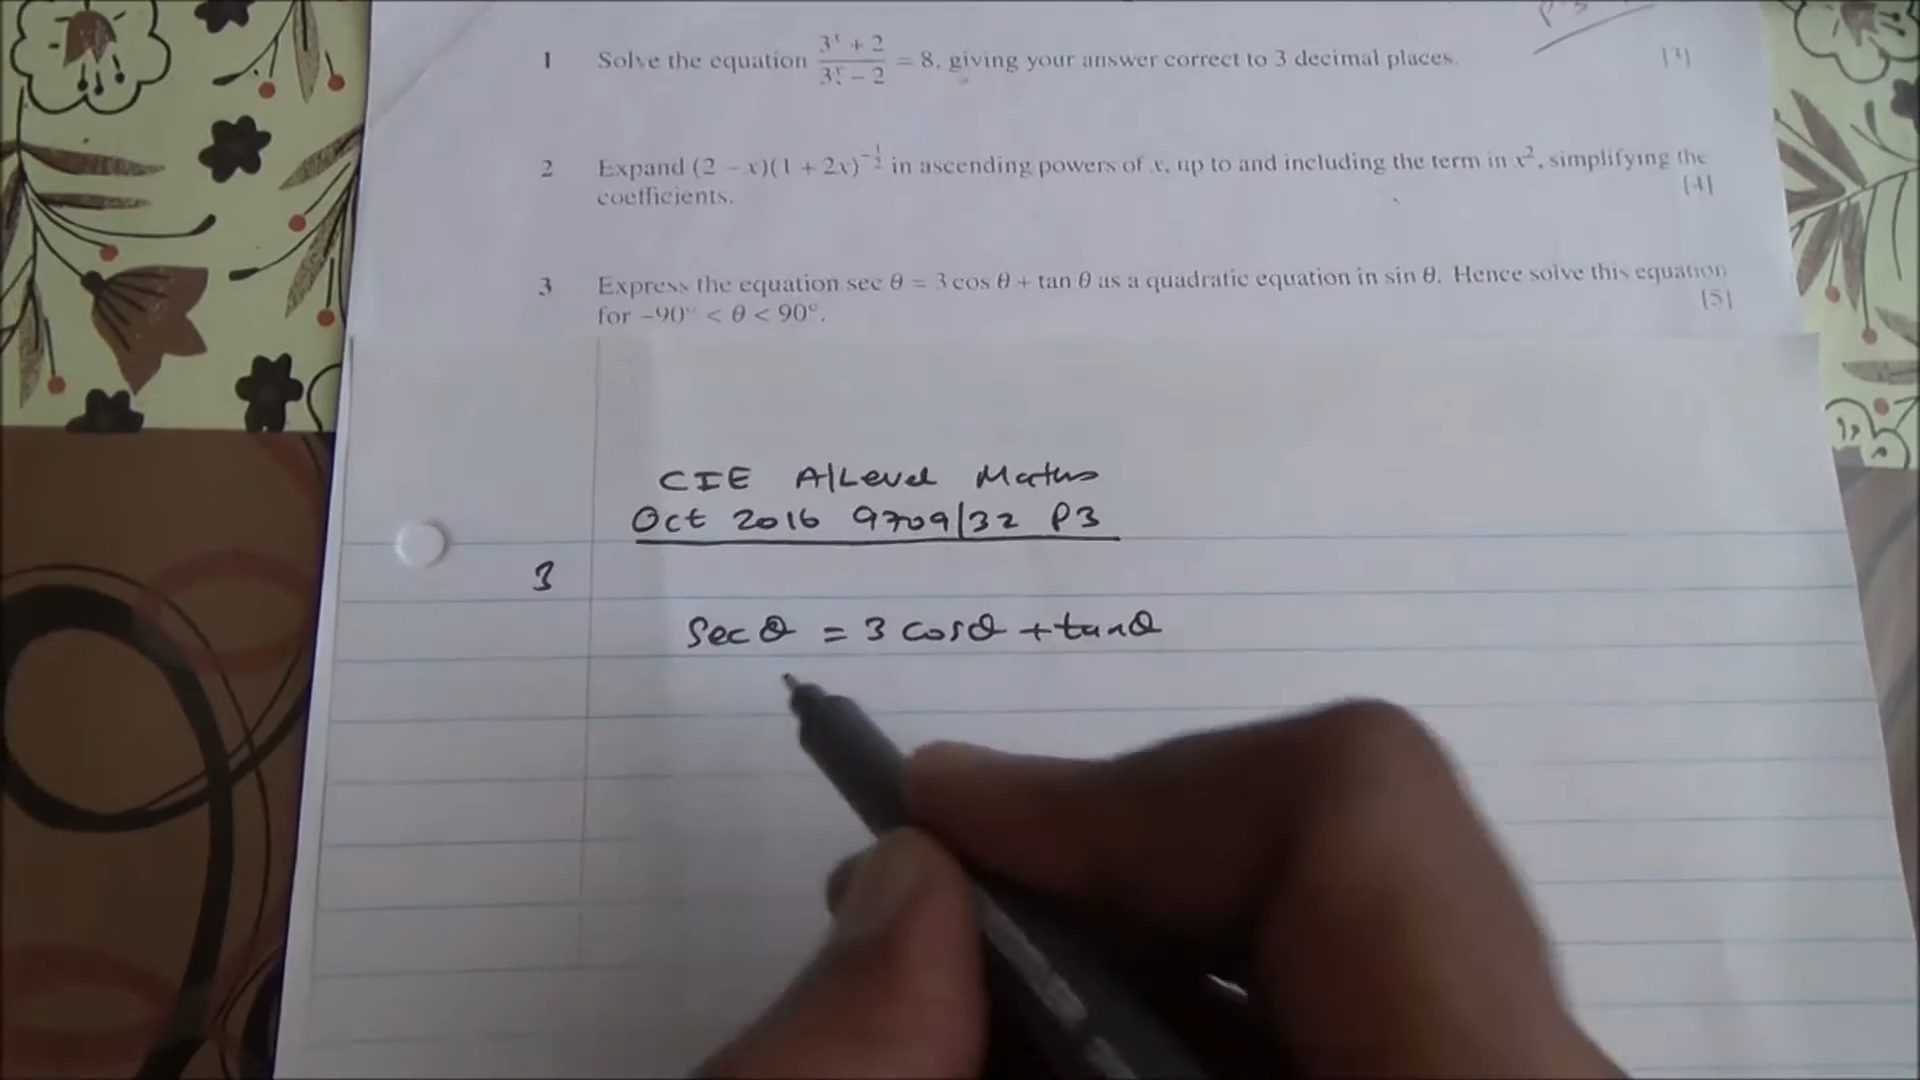 1 Solve the equation (3^x + 2)/(3^x − 2) = 8, giving your answer correct to 3 decimal places. [3]
2 Expand (2 − x)(1 + 2x)^(−1/2) in ascending powers of x, up to and including the term in x², simplifying the
coefficients. [4]
3 Express the equation sec θ = 3 cos θ + tan θ as a quadratic equation in sin θ. Hence solve this equation
for −90° < θ < 90°. [5]
CIE A/Level Maths
Oct 2016 9709/32 P3
3
Sec θ = 3 cos θ + tan θ